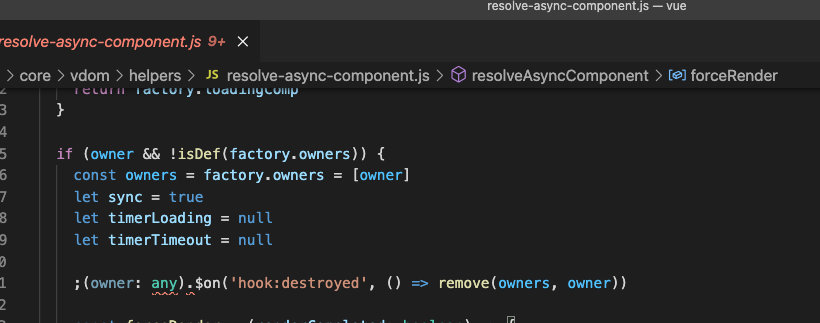 resolve-async-component.js — vue
resolve-async-component.js 9+ ×
> core > vdom > helpers > JS resolve-async-component.js > resolveAsyncComponent > forceRender
2 return factory.loadingComp
3 }
4
5 if (owner && !isDef(factory.owners)) {
6 const owners = factory.owners = [owner]
7 let sync = true
8 let timerLoading = null
9 let timerTimeout = null
0
1 ;(owner: any).$on('hook:destroyed', () => remove(owners, owner))
2